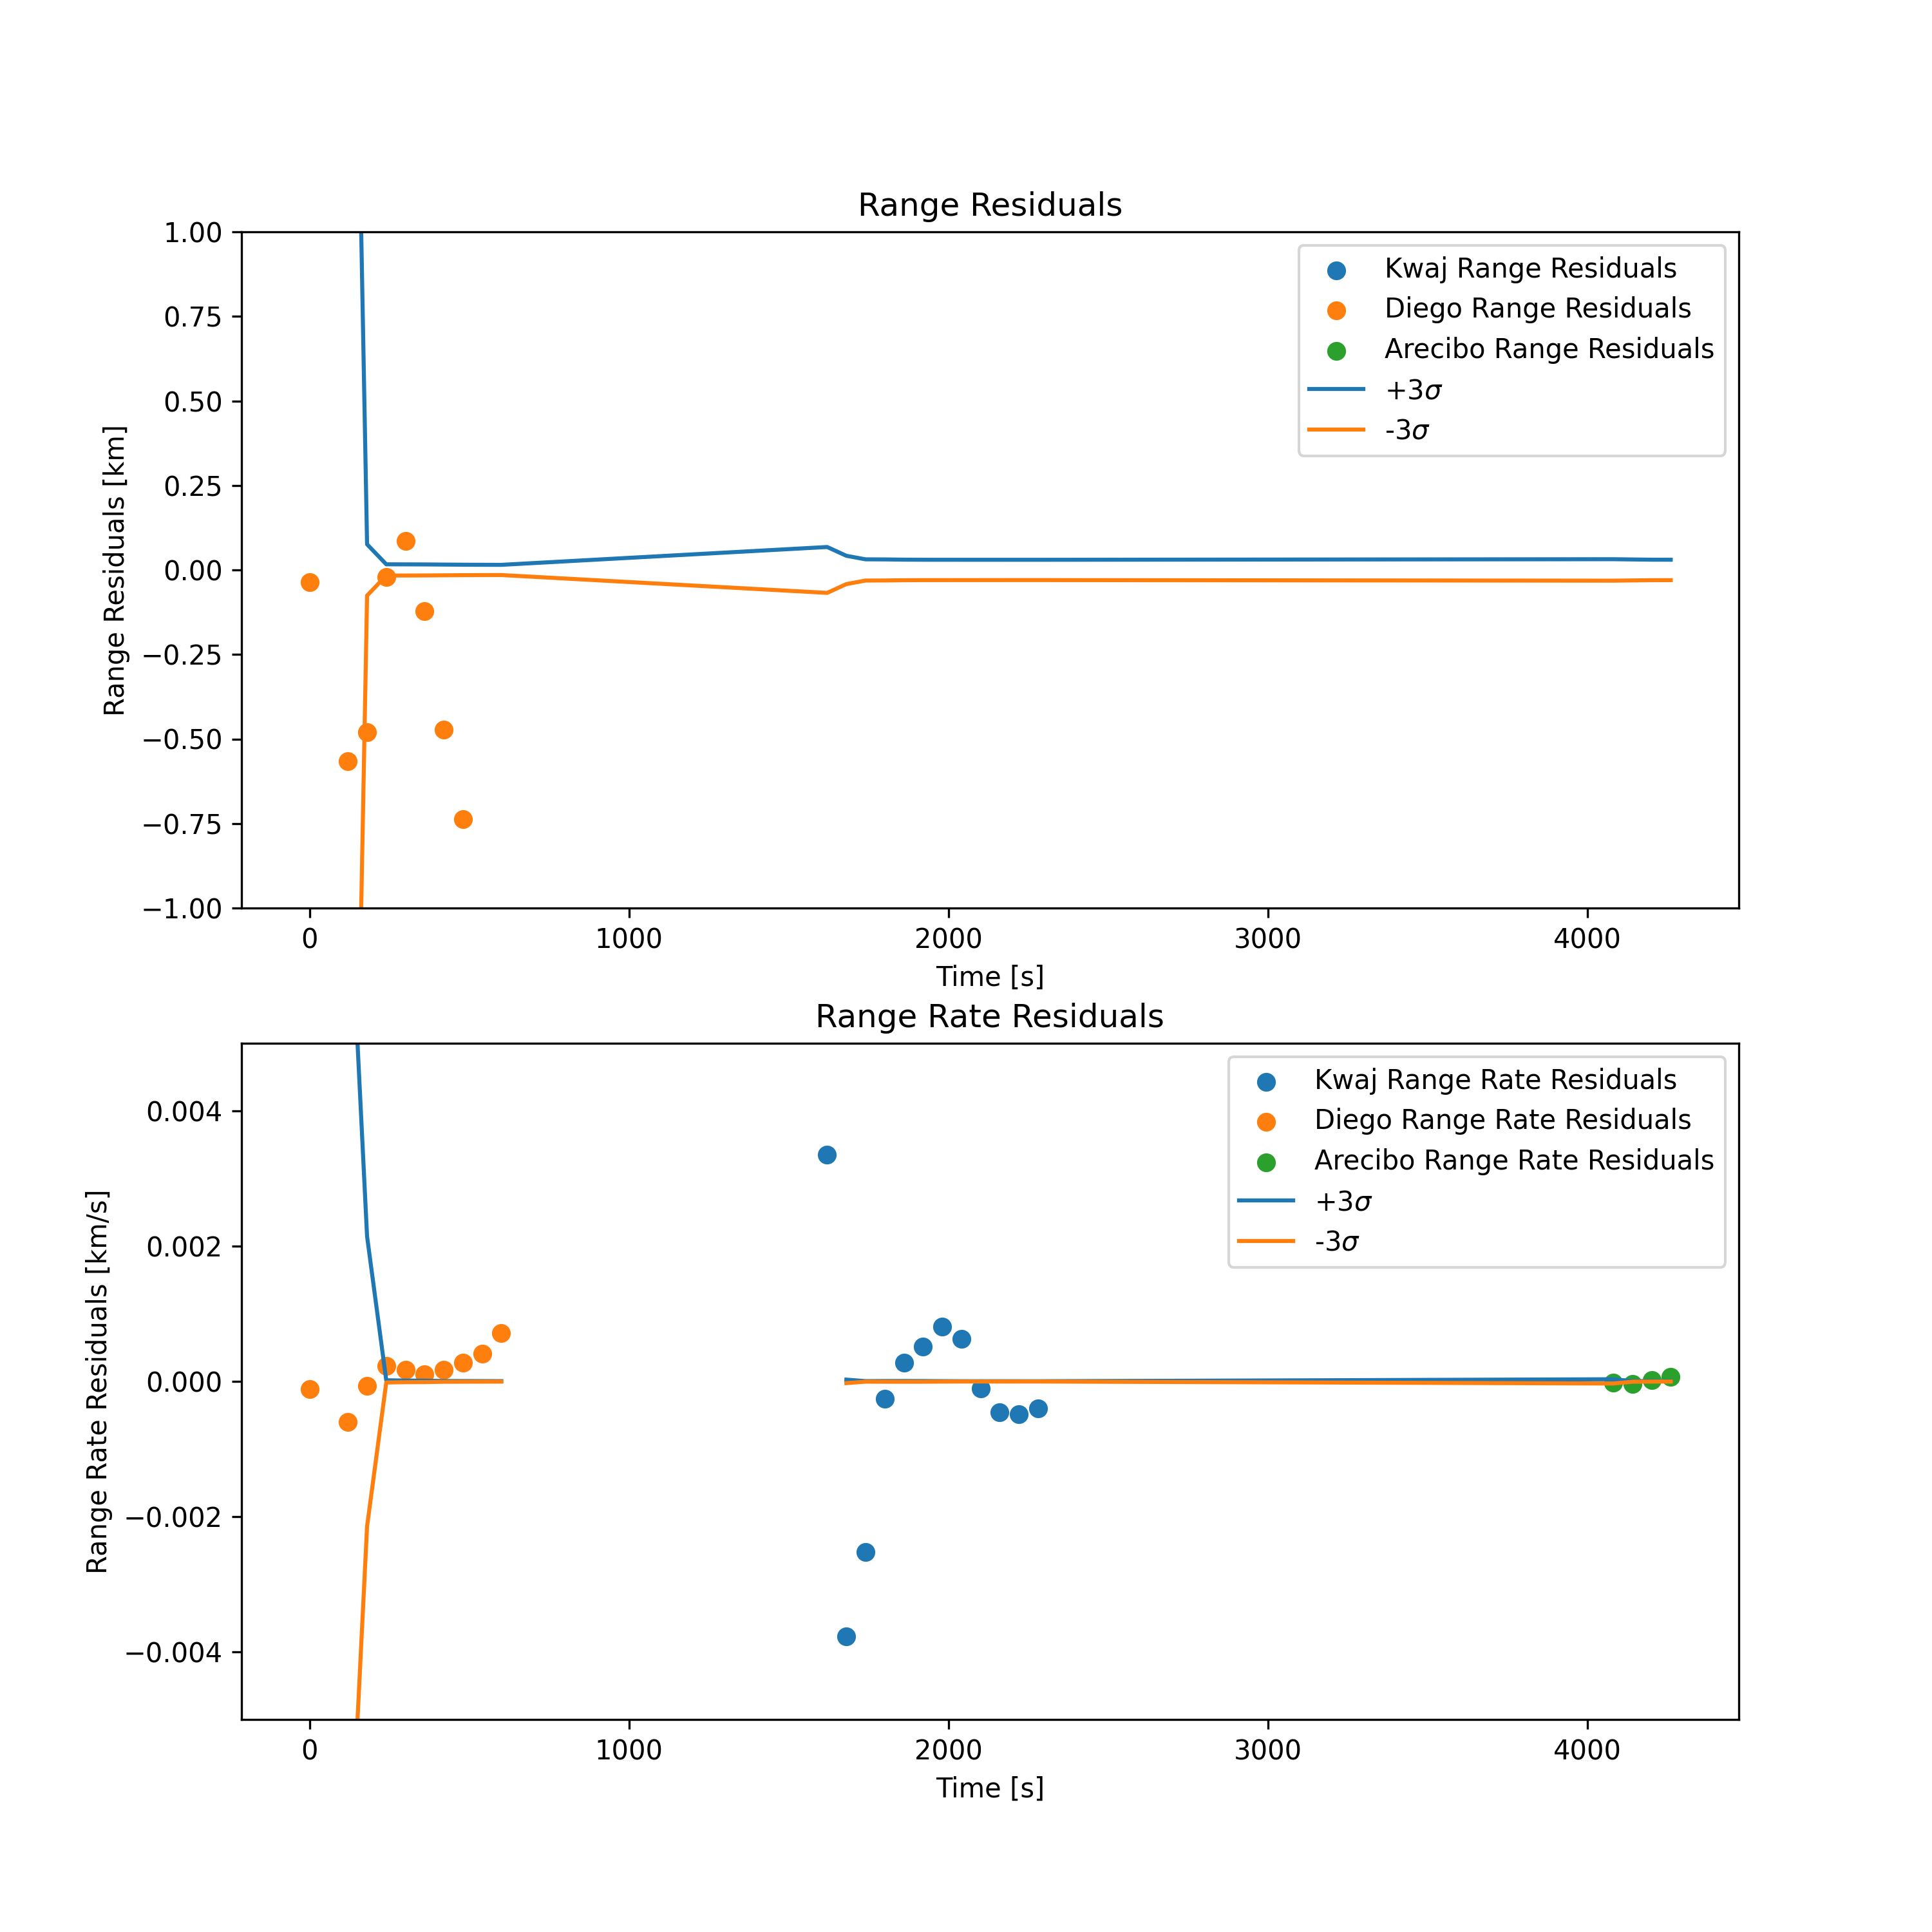 Range Residuals
1.00
0.75
0.50
0.25
0.00
−0.25
−0.50
−0.75
−1.00
Range Residuals [km]
Kwaj Range Residuals
Diego Range Residuals
Arecibo Range Residuals
+3σ
-3σ
0 1000 2000 3000 4000
Time [s]
Range Rate Residuals
0.004
0.002
0.000
−0.002
−0.004
Range Rate Residuals [km/s]
Kwaj Range Rate Residuals
Diego Range Rate Residuals
Arecibo Range Rate Residuals
+3σ
-3σ
0 1000 2000 3000 4000
Time [s]